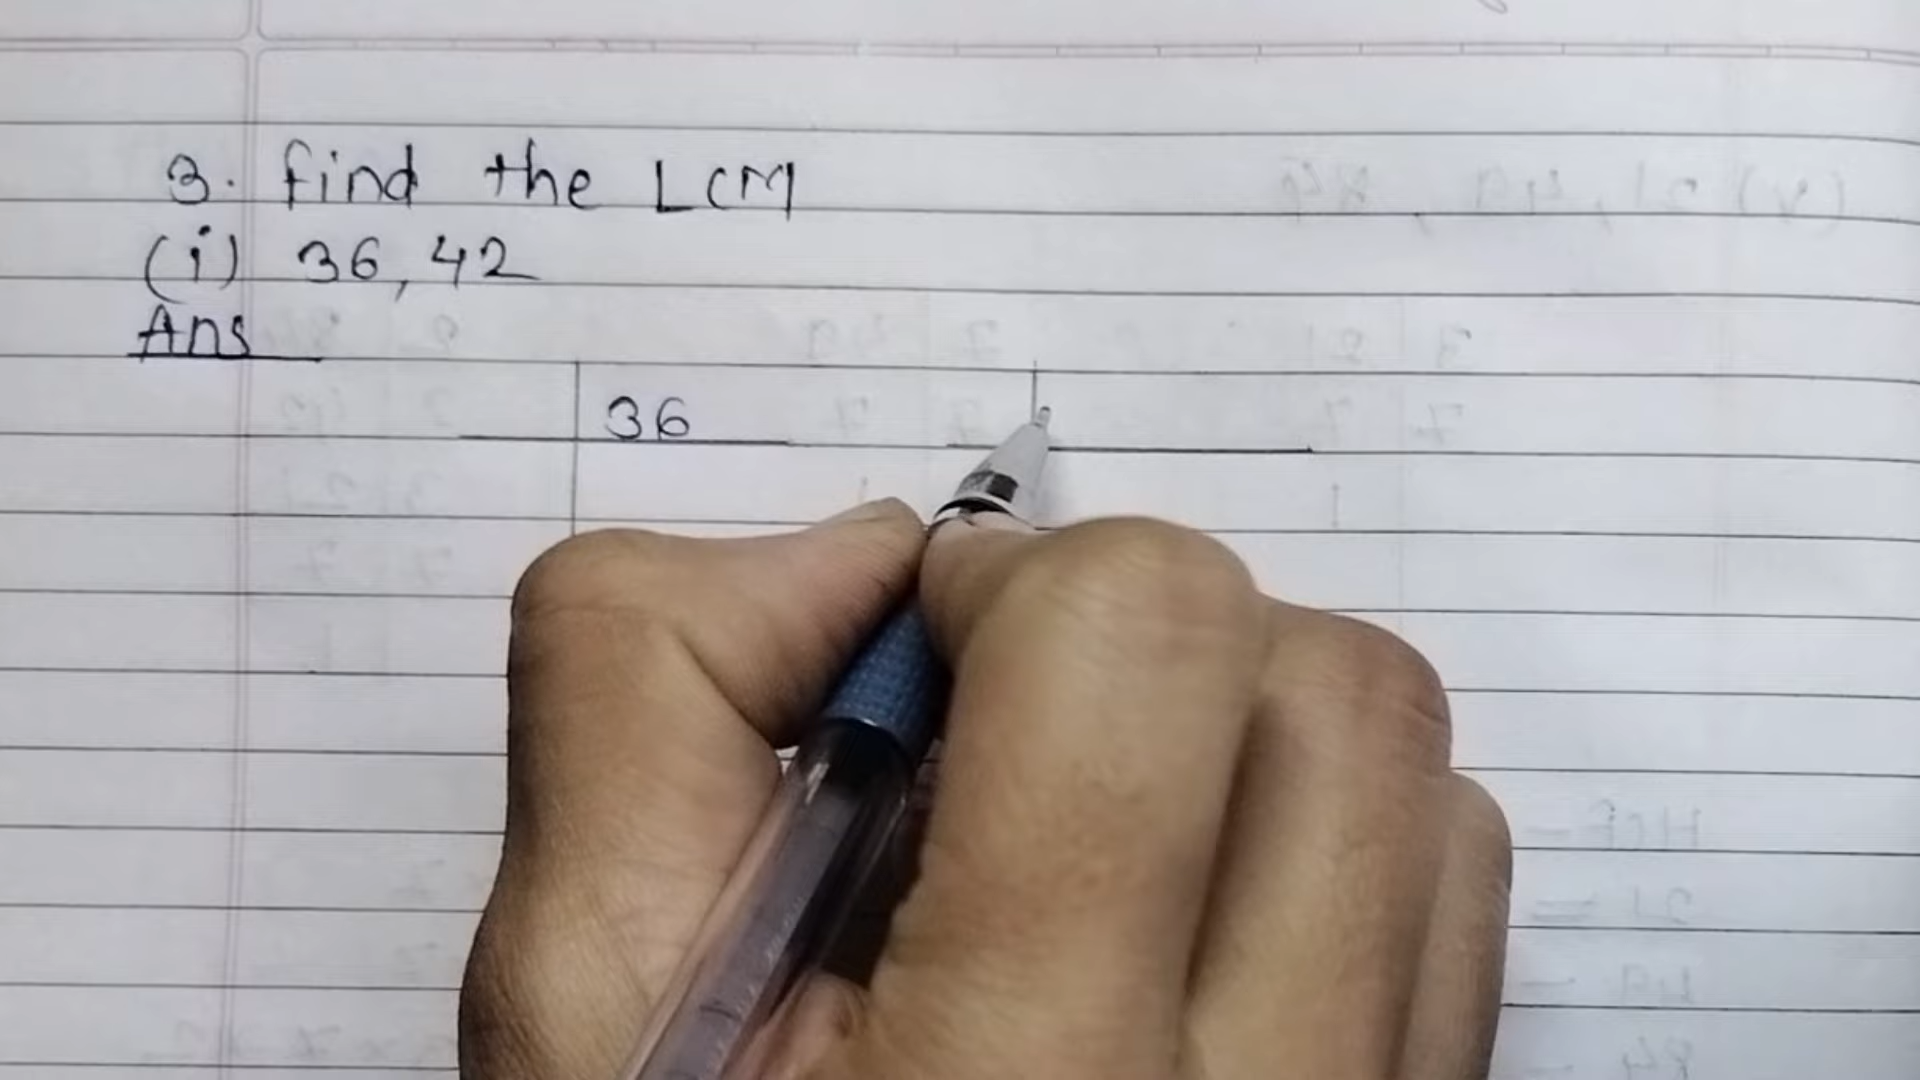 3. find the LCM
(i) 36, 42
Ans
36